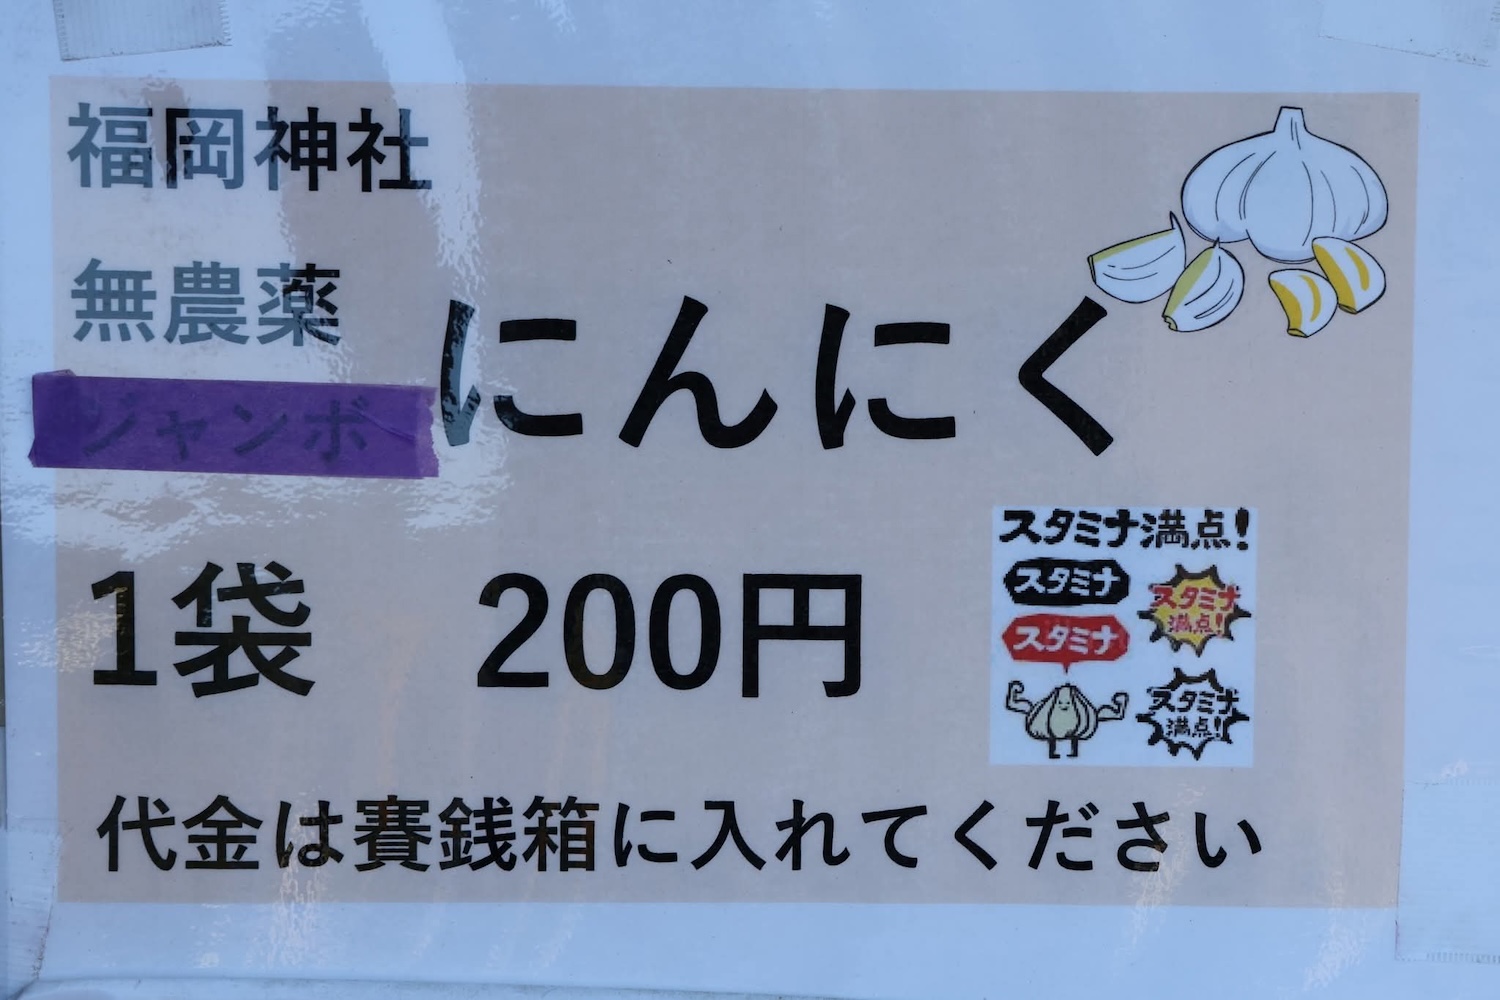 福岡神社
無農薬
ジャンボ
にんにく
1袋 200円
スタミナ満点!
スタミナ
スタミナ
満点!
スタミナ
スタミナ
満点!
代金は賽銭箱に入れてください